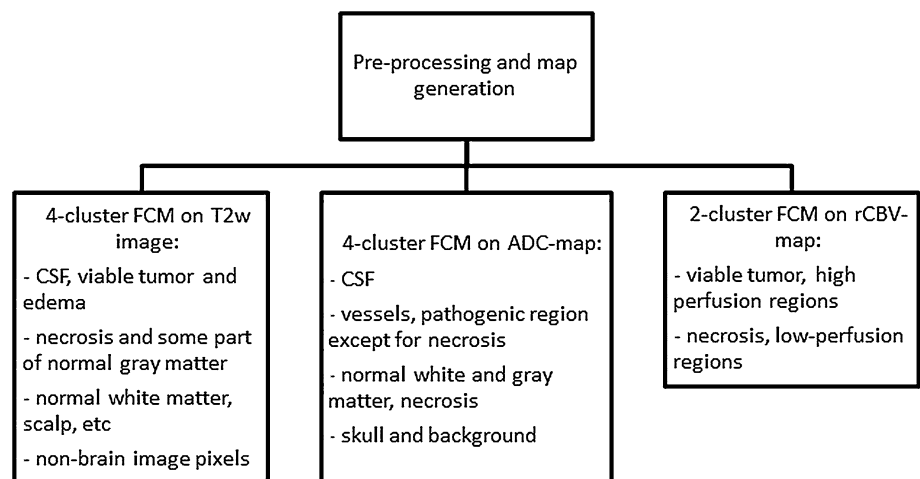 Pre-processing and map
generation
4-cluster FCM on T2w
image:
- CSF, viable tumor and
edema
- necrosis and some part
of normal gray matter
- normal white matter,
scalp, etc
- non-brain image pixels
4-cluster FCM on ADC-map:
- CSF
- vessels, pathogenic region
except for necrosis
- normal white and gray
matter, necrosis
- skull and background
2-cluster FCM on rCBV-
map:
- viable tumor, high
perfusion regions
- necrosis, low-perfusion
regions